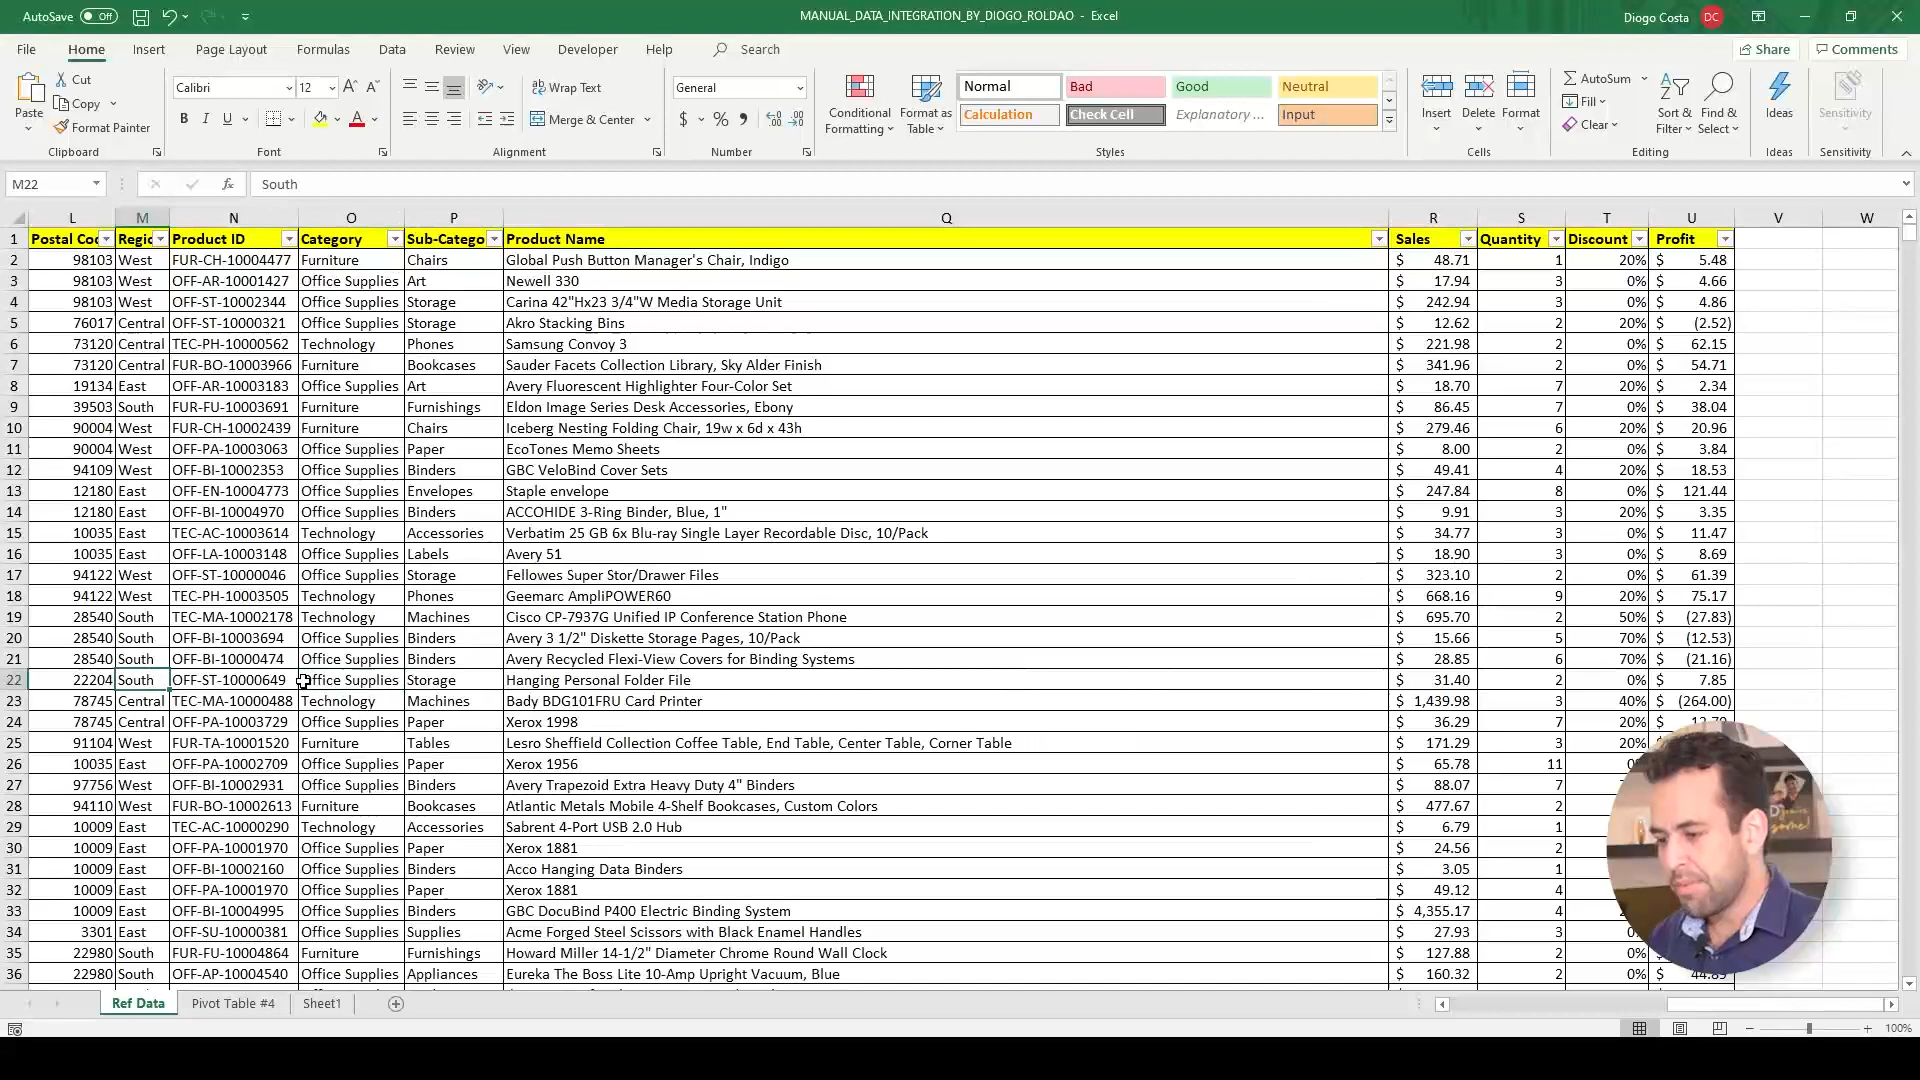 AutoSave Off MANUAL_DATA_INTEGRATION_BY_DIOGO_ROLDAO - Excel Diogo Costa DC
File Home Insert Page Layout Formulas Data Review View Developer Help Search Share Comments
Paste Cut Copy Format Painter Clipboard
Calibri 12 B I U A Font
Wrap Text Merge & Center Alignment
General $ % Number
Conditional Formatting Format as Table
Normal Bad Good Neutral
Calculation Check Cell Explanatory ... Input
Styles
Insert Delete Format Cells
AutoSum Fill Clear Sort & Filter Find & Select Editing
Ideas Ideas
Sensitivity Sensitivity
M22 fx South
L M N O P Q R S T U V W
1 Postal Coo Regic Product ID Category Sub-Catego Product Name Sales Quantity Discount Profit
2 98103 West FUR-CH-10004477 Furniture Chairs Global Push Button Manager's Chair, Indigo $ 48.71 1 20% $ 5.48
3 98103 West OFF-AR-10001427 Office Supplies Art Newell 330 $ 17.94 3 0% $ 4.66
4 98103 West OFF-ST-10002344 Office Supplies Storage Carina 42"Hx23 3/4"W Media Storage Unit $ 242.94 3 0% $ 4.86
5 76017 Central OFF-ST-10000321 Office Supplies Storage Akro Stacking Bins $ 12.62 2 20% $ (2.52)
6 73120 Central TEC-PH-10000562 Technology Phones Samsung Convoy 3 $ 221.98 2 0% $ 62.15
7 73120 Central FUR-BO-10003966 Furniture Bookcases Sauder Facets Collection Library, Sky Alder Finish $ 341.96 2 0% $ 54.71
8 19134 East OFF-AR-10003183 Office Supplies Art Avery Fluorescent Highlighter Four-Color Set $ 18.70 7 20% $ 2.34
9 39503 South FUR-FU-10003691 Furniture Furnishings Eldon Image Series Desk Accessories, Ebony $ 86.45 7 0% $ 38.04
10 90004 West FUR-CH-10002439 Furniture Chairs Iceberg Nesting Folding Chair, 19w x 6d x 43h $ 279.46 6 20% $ 20.96
11 90004 West OFF-PA-10003063 Office Supplies Paper EcoTones Memo Sheets $ 8.00 2 0% $ 3.84
12 94109 West OFF-BI-10002353 Office Supplies Binders GBC VeloBind Cover Sets $ 49.41 4 20% $ 18.53
13 12180 East OFF-EN-10004773 Office Supplies Envelopes Staple envelope $ 247.84 8 0% $ 121.44
14 12180 East OFF-BI-10004970 Office Supplies Binders ACCOHIDE 3-Ring Binder, Blue, 1" $ 9.91 3 20% $ 3.35
15 10035 East TEC-AC-10003614 Technology Accessories Verbatim 25 GB 6x Blu-ray Single Layer Recordable Disc, 10/Pack $ 34.77 3 0% $ 11.47
16 10035 East OFF-LA-10003148 Office Supplies Labels Avery 51 $ 18.90 3 0% $ 8.69
17 94122 West OFF-ST-10000046 Office Supplies Storage Fellowes Super Stor/Drawer Files $ 323.10 2 0% $ 61.39
18 94122 West TEC-PH-10003505 Technology Phones Geemarc AmpliPOWER60 $ 668.16 9 20% $ 75.17
19 28540 South TEC-MA-10002178 Technology Machines Cisco CP-7937G Unified IP Conference Station Phone $ 695.70 2 50% $ (27.83)
20 28540 South OFF-BI-10003694 Office Supplies Binders Avery 3 1/2" Diskette Storage Pages, 10/Pack $ 15.66 5 70% $ (12.53)
21 28540 South OFF-BI-10000474 Office Supplies Binders Avery Recycled Flexi-View Covers for Binding Systems $ 28.85 6 70% $ (21.16)
22 22204 South OFF-ST-10000649 Office Supplies Storage Hanging Personal Folder File $ 31.40 2 0% $ 7.85
23 78745 Central TEC-MA-10000488 Technology Machines Bady BDG101FRU Card Printer $ 1,439.98 3 40% $ (264.00)
24 78745 Central OFF-PA-10003729 Office Supplies Paper Xerox 1998 $ 36.29 7 20% $
25 91104 West FUR-TA-10001520 Furniture Tables Lesro Sheffield Collection Coffee Table, End Table, Center Table, Corner Table $ 171.29 3 20%
26 10035 East OFF-PA-10002709 Office Supplies Paper Xerox 1956 $ 65.78 11
27 97756 West OFF-BI-10002931 Office Supplies Binders Avery Trapezoid Extra Heavy Duty 4" Binders $ 88.07 7
28 94110 West FUR-BO-10002613 Furniture Bookcases Atlantic Metals Mobile 4-Shelf Bookcases, Custom Colors $ 477.67 2
29 10009 East TEC-AC-10000290 Technology Accessories Sabrent 4-Port USB 2.0 Hub $ 6.79 1
30 10009 East OFF-PA-10001970 Office Supplies Paper Xerox 1881 $ 24.56 2
31 10009 East OFF-BI-10002160 Office Supplies Binders Acco Hanging Data Binders $ 3.05 1
32 10009 East OFF-PA-10001970 Office Supplies Paper Xerox 1881 $ 49.12 4
33 10009 East OFF-BI-10004995 Office Supplies Binders GBC DocuBind P400 Electric Binding System $ 4,355.17 4
34 3301 East OFF-SU-10000381 Office Supplies Supplies Acme Forged Steel Scissors with Black Enamel Handles $ 27.93 3
35 22980 South FUR-FU-10004864 Furniture Furnishings Howard Miller 14-1/2" Diameter Chrome Round Wall Clock $ 127.88 2 0%
36 22980 South OFF-AP-10004540 Office Supplies Appliances Eureka The Boss Lite 10-Amp Upright Vacuum, Blue $ 160.32 2 0% $
Ref Data Pivot Table #4 Sheet1
100%